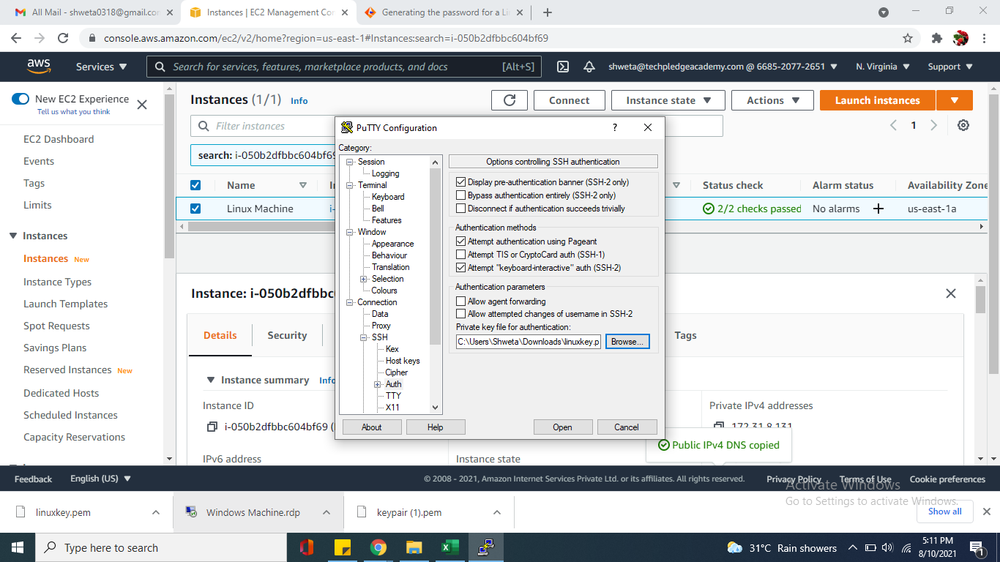 All Mail - shweta0318@gmail.cor
Instances | EC2 Management Cor
Generating the password for a Li
console.aws.amazon.com/ec2/v2/home?region=us-east-1#Instances:search=i-050b2dfbbc604bf69
aws
Services
Search for services, features, marketplace products, and docs
[Alt+S]
shweta@techpledgeacademy.com @ 6685-2077-2651
N. Virginia
Support
New EC2 Experience
Tell us what you think
EC2 Dashboard
Events
Tags
Limits
Instances
Instances New
Instance Types
Launch Templates
Spot Requests
Savings Plans
Reserved Instances New
Dedicated Hosts
Scheduled Instances
Capacity Reservations
Instances (1/1) Info
Connect
Instance state
Actions
Launch instances
Filter instances
1
search: i-050b2dfbbc604bf69
Name
Status check
Alarm status
Availability Zone
Linux Machine
i-
2/2 checks passed
No alarms
us-east-1a
Instance: i-050b2dfbbc
Details
Security
Tags
Instance summary Info
Instance ID
i-050b2dfbbc604bf69 (
IPv6 address
Instance state
Private IPv4 addresses
172.31.8.131
Public IPv4 DNS copied
PuTTY Configuration
?
Category:
Session
Logging
Terminal
Keyboard
Bell
Features
Window
Appearance
Behaviour
Translation
Selection
Colours
Connection
Data
Proxy
SSH
Kex
Host keys
Cipher
Auth
TTY
X11
Options controlling SSH authentication
Display pre-authentication banner (SSH-2 only)
Bypass authentication entirely (SSH-2 only)
Disconnect if authentication succeeds trivially
Authentication methods
Attempt authentication using Pageant
Attempt TIS or CryptoCard auth (SSH-1)
Attempt "keyboard-interactive" auth (SSH-2)
Authentication parameters
Allow agent forwarding
Allow attempted changes of username in SSH-2
Private key file for authentication:
C:\Users\Shweta\Downloads\linuxkey.p
Browse...
About
Help
Open
Cancel
Feedback
English (US)
© 2008 - 2021, Amazon Internet Services Private Ltd. or its affiliates. All rights reserved.
Privacy Policy
Terms of Use
Cookie preferences
Activate Windows
Go to Settings to activate Windows.
linuxkey.pem
Windows Machine.rdp
keypair (1).pem
Show all
Type here to search
31°C Rain showers
5:11 PM
8/10/2021
1